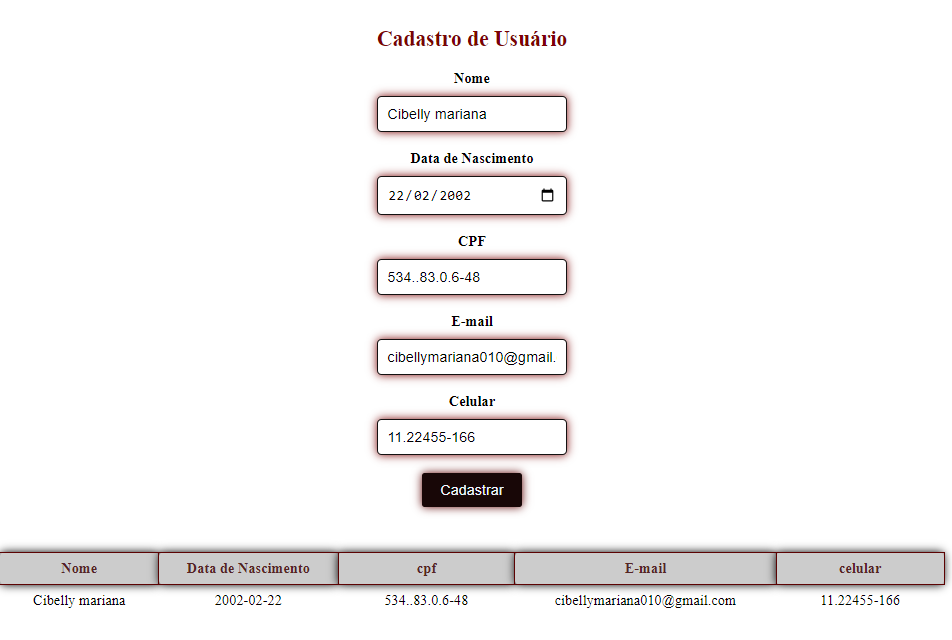 Cadastro de Usuário
Nome
Cibelly mariana
Data de Nascimento
22/02/2002
CPF
534..83.0.6-48
E-mail
cibellymariana010@gmail.
Celular
11.22455-166
Cadastrar
Nome Data de Nascimento cpf E-mail celular
Cibelly mariana 2002-02-22 534..83.0.6-48 cibellymariana010@gmail.com 11.22455-166